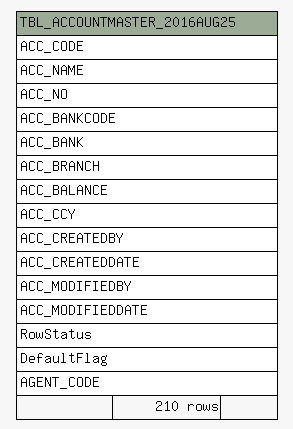 TBL_ACCOUNTMASTER_2016AUG25
ACC_CODE
ACC_NAME
ACC_NO
ACC_BANKCODE
ACC_BANK
ACC_BRANCH
ACC_BALANCE
ACC_CCY
ACC_CREATEDBY
ACC_CREATEDDATE
ACC_MODIFIEDBY
ACC_MODIFIEDDATE
RowStatus
DefaultFlag
AGENT_CODE
210 rows